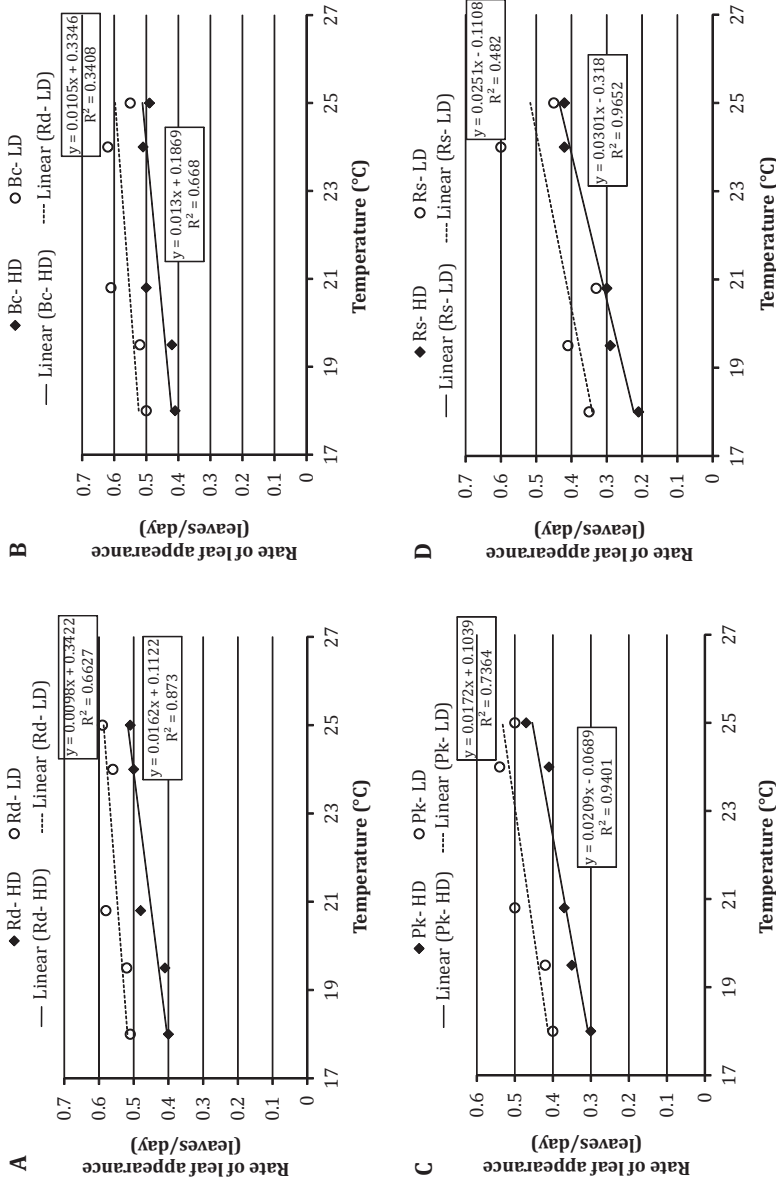 A
◆ Rd- HD ○ Rd- LD
— Linear (Rd- HD) ---- Linear (Rd- LD)
Rate of leaf appearance
(leaves/day)
0.7
0.6
0.5
0.4
0.3
0.2
0.1
0
y = 0.0098x + 0.3422
R² = 0.6627
y = 0.0162x + 0.1122
R² = 0.873
17 19 21 23 25 27
Temperature (°C)
B
◆ Bc- HD ○ Bc- LD
— Linear (Bc- HD) ---- Linear (Rd- LD)
Rate of leaf appearance
(leaves/day)
0.7
0.6
0.5
0.4
0.3
0.2
0.1
0
y = 0.0105x + 0.3346
R² = 0.3408
y = 0.013x + 0.1869
R² = 0.668
17 19 21 23 25 27
Temperature (°C)
C
◆ Pk- HD ○ Pk- LD
— Linear (Pk- HD) ---- Linear (Pk- LD)
Rate of leaf appearance
(leaves/day)
0.6
0.5
0.4
0.3
0.2
0.1
0
y = 0.0172x + 0.1039
R² = 0.7364
y = 0.0209x - 0.0689
R² = 0.9401
17 19 21 23 25 27
Temperature (°C)
D
◆ Rs- HD ○ Rs- LD
— Linear (Rs- LD) ---- Linear (Rs- LD)
Rate of leaf appearance
(leaves/day)
0.7
0.6
0.5
0.4
0.3
0.2
0.1
0
y = 0.0251x - 0.1108
R² = 0.482
y = 0.0301x - 0.318
R² = 0.9652
17 19 21 23 25 27
Temperature (°C)